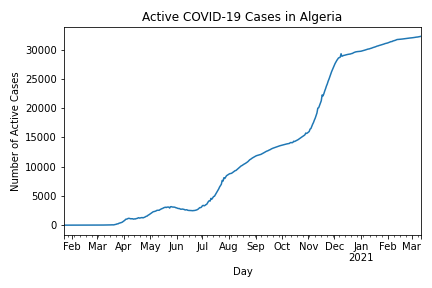 Active COVID-19 Cases in Algeria
Number of Active Cases
30000
25000
20000
15000
10000
5000
0
Feb Mar Apr May Jun Jul Aug Sep Oct Nov Dec Jan Feb Mar
2021
Day